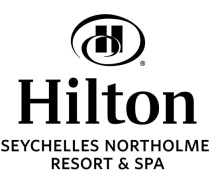 H
®
Hilton
SEYCHELLES NORTHOLME
RESORT & SPA